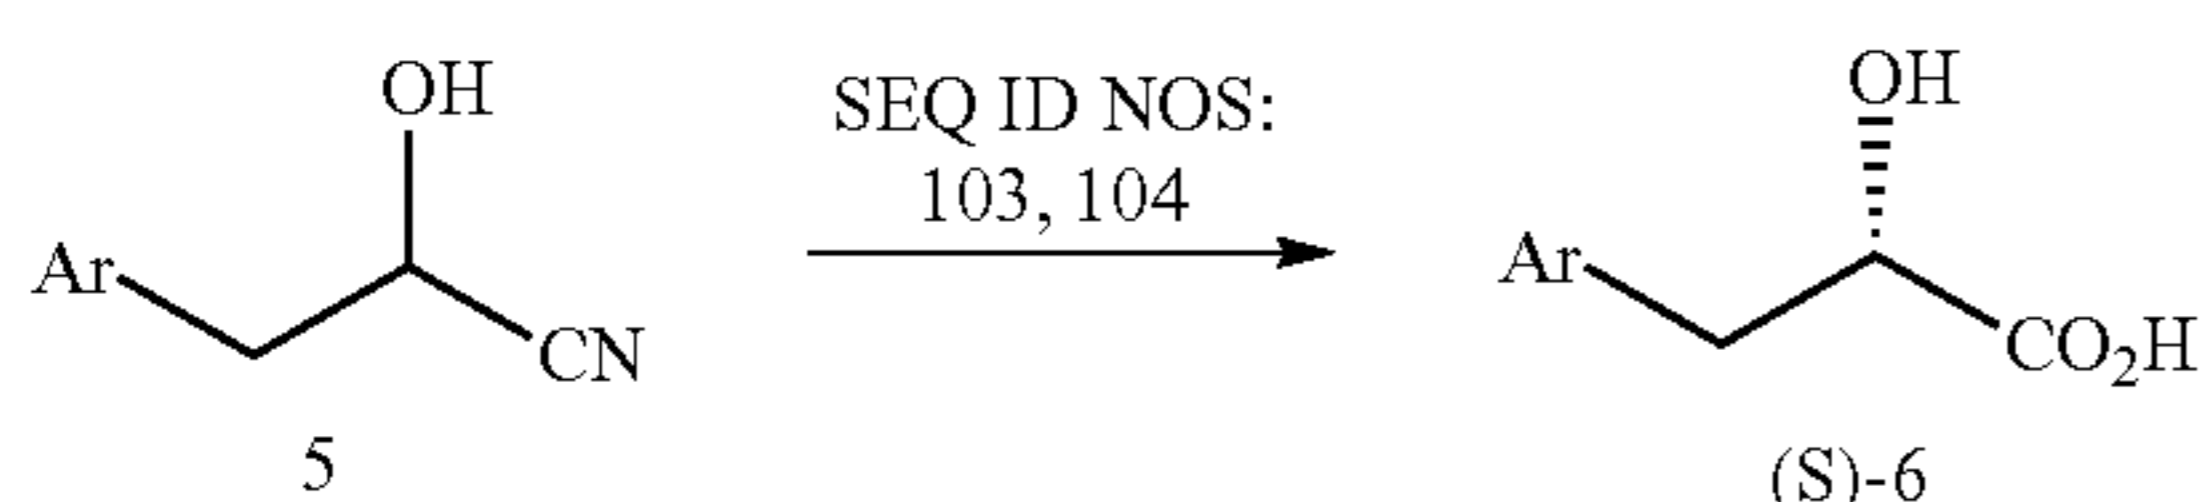 OH
Ar
CN
5
SEQ ID NOS:
103, 104
OH
Ar
CO₂H
(S)-6